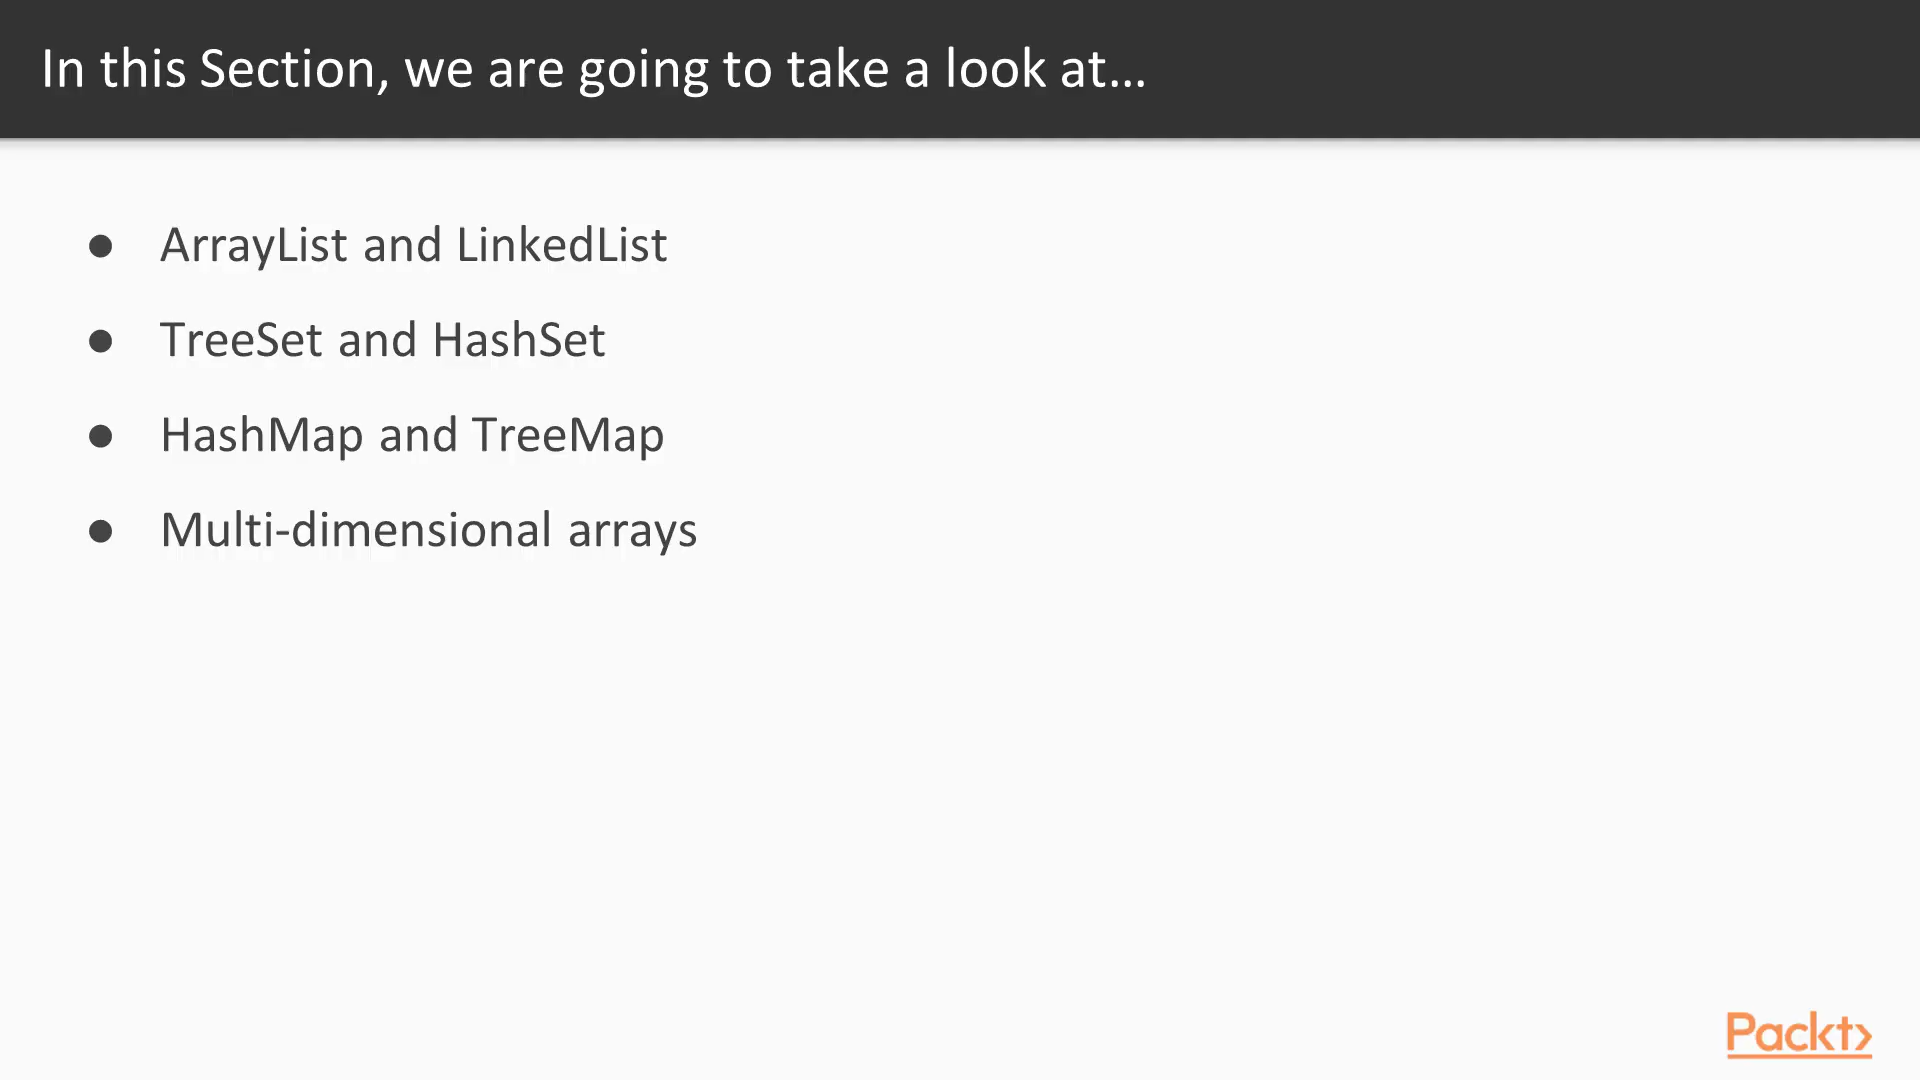 In this Section, we are going to take a look at...
● ArrayList and LinkedList
● TreeSet and HashSet
● HashMap and TreeMap
● Multi-dimensional arrays
Packt>